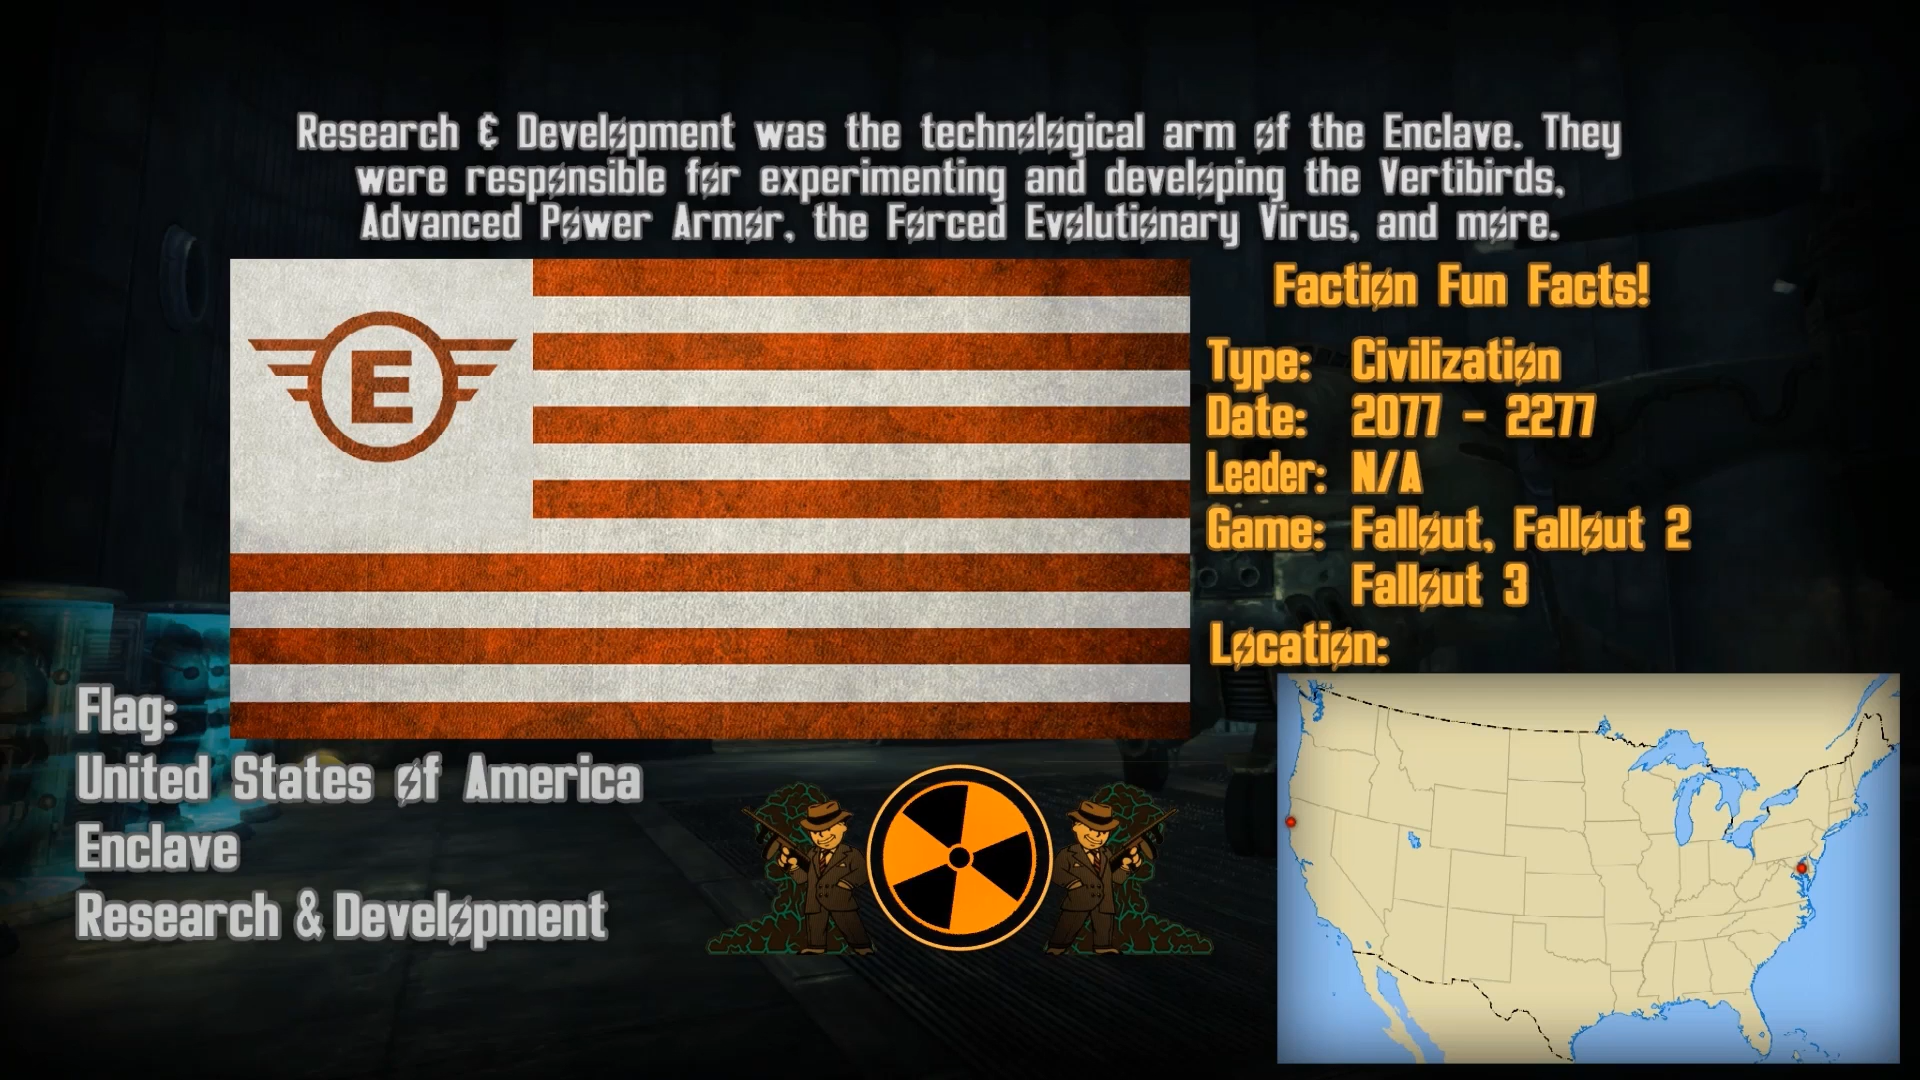 Research & Development was the technological arm of the Enclave. They
were responsible for experimenting and developing the Vertibirds,
Advanced Power Armor, the Forced Evolutionary Virus, and more.
E
Faction Fun Facts!
Type: Civilization
Date: 2077 - 2277
Leader: N/A
Game: Fallout, Fallout 2
Fallout 3
Location:
Flag:
United States of America
Enclave
Research & Development